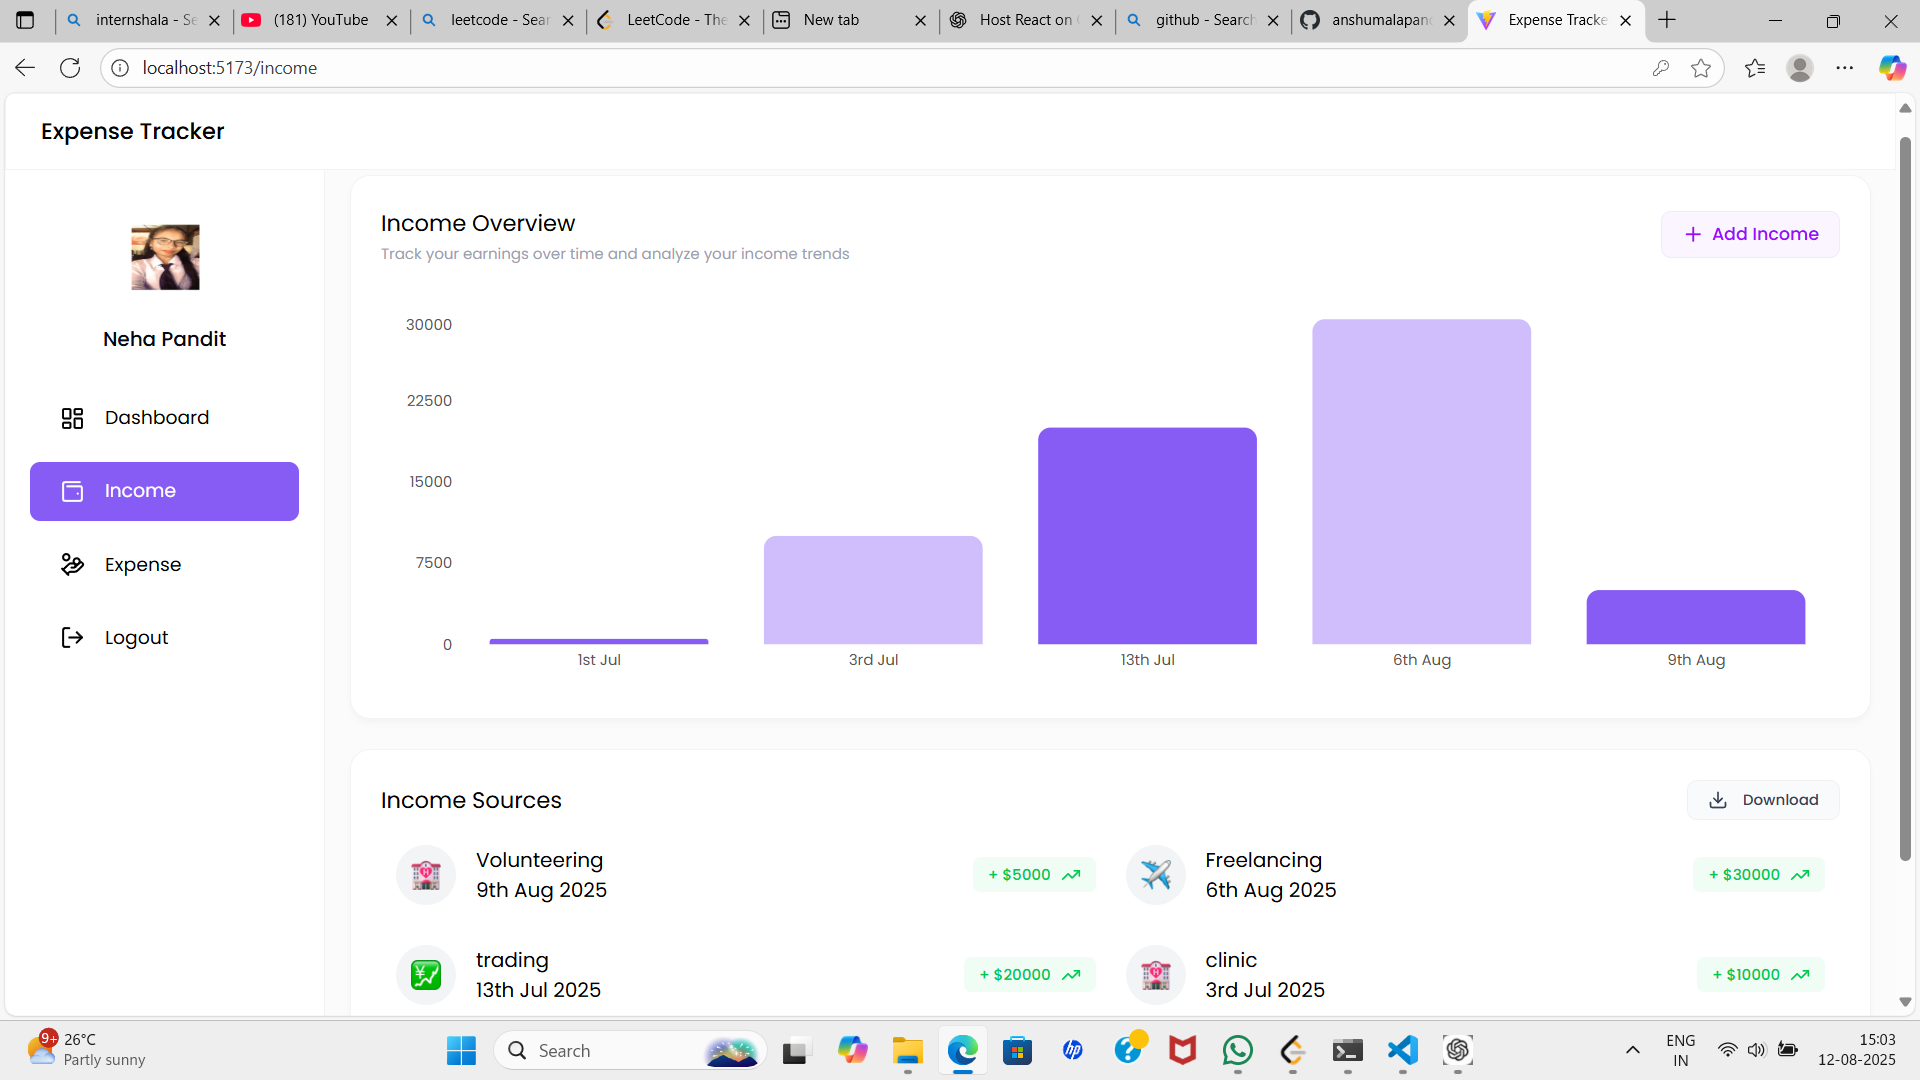 internshala - Se
(181) YouTube
leetcode - Sear
LeetCode - The
New tab
Host React on
github - Search
anshumalapan
Expense Tracke
localhost:5173/income
Expense Tracker
Neha Pandit
Dashboard
Income
Expense
Logout
Income Overview
Track your earnings over time and analyze your income trends
Add Income
30000
22500
15000
7500
0
1st Jul
3rd Jul
13th Jul
6th Aug
9th Aug
Income Sources
Download
Volunteering
9th Aug 2025
+ $5000
Freelancing
6th Aug 2025
+ $30000
trading
13th Jul 2025
+ $20000
clinic
3rd Jul 2025
+ $10000
9+
26°C
Partly sunny
Search
hp
ENG
IN
15:03
12-08-2025